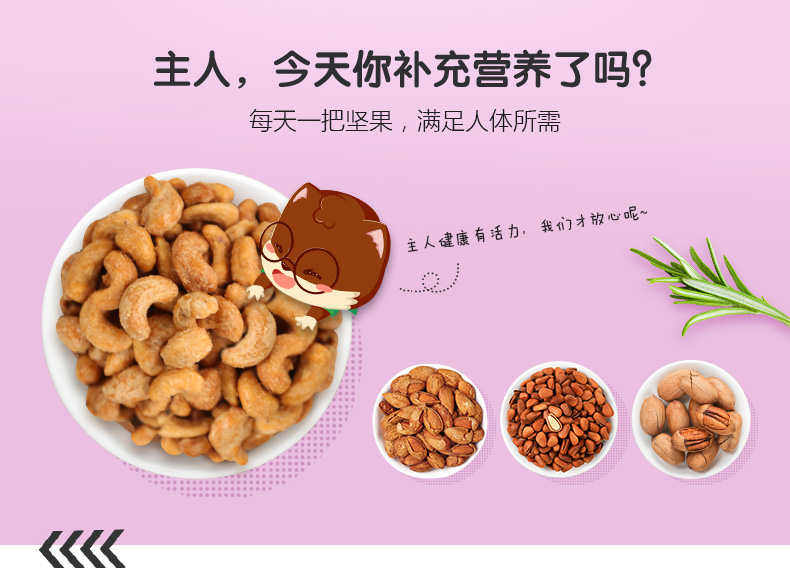 主人，今天你补充营养了吗？
每天一把坚果，满足人体所需
主人健康有活力，我们才放心呢~